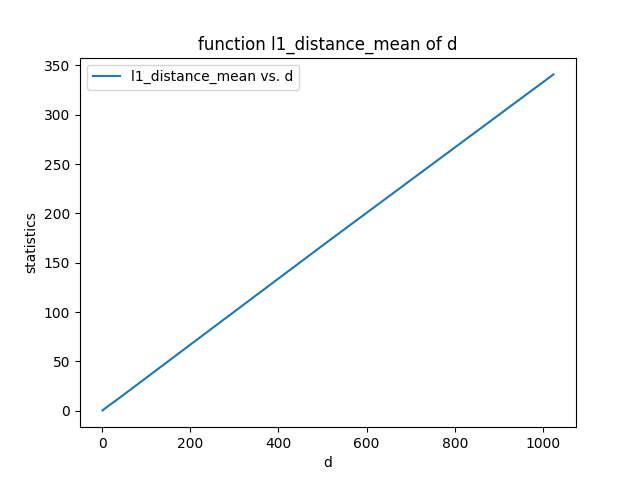 function l1_distance_mean of d
l1_distance_mean vs. d
350
300
250
200
150
100
50
0
statistics
0 200 400 600 800 1000
d